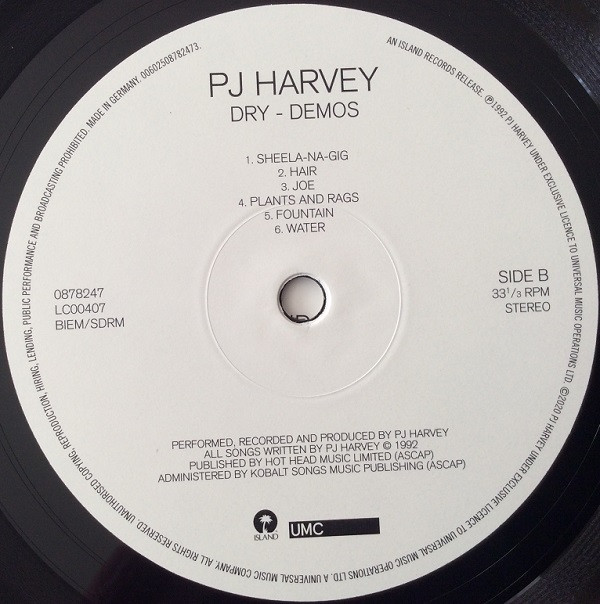 PJ HARVEY
DRY - DEMOS
1. SHEELA-NA-GIG
2. HAIR
3. JOE
4. PLANTS AND RAGS
5. FOUNTAIN
6. WATER
0878247
LC00407
BIEM/SDRM
SIDE B
33 1/3 RPM
STEREO
PERFORMED, RECORDED AND PRODUCED BY PJ HARVEY
ALL SONGS WRITTEN BY PJ HARVEY © 1992
PUBLISHED BY HOT HEAD MUSIC LIMITED (ASCAP)
ADMINISTERED BY KOBALT SONGS MUSIC PUBLISHING (ASCAP)
ISLAND
UMC
AN ISLAND RECORDS RELEASE. ℗1992 PJ HARVEY UNDER EXCLUSIVE LICENCE TO UNIVERSAL MUSIC OPERATIONS LTD. ©2020 PJ HARVEY UNDER EXCLUSIVE LICENCE TO UNIVERSAL MUSIC OPERATIONS LTD. A UNIVERSAL MUSIC COMPANY. ALL RIGHTS RESERVED. UNAUTHORISED COPYING, REPRODUCTION, HIRING, LENDING, PUBLIC PERFORMANCE AND BROADCASTING PROHIBITED. MADE IN GERMANY. 00602508782473.